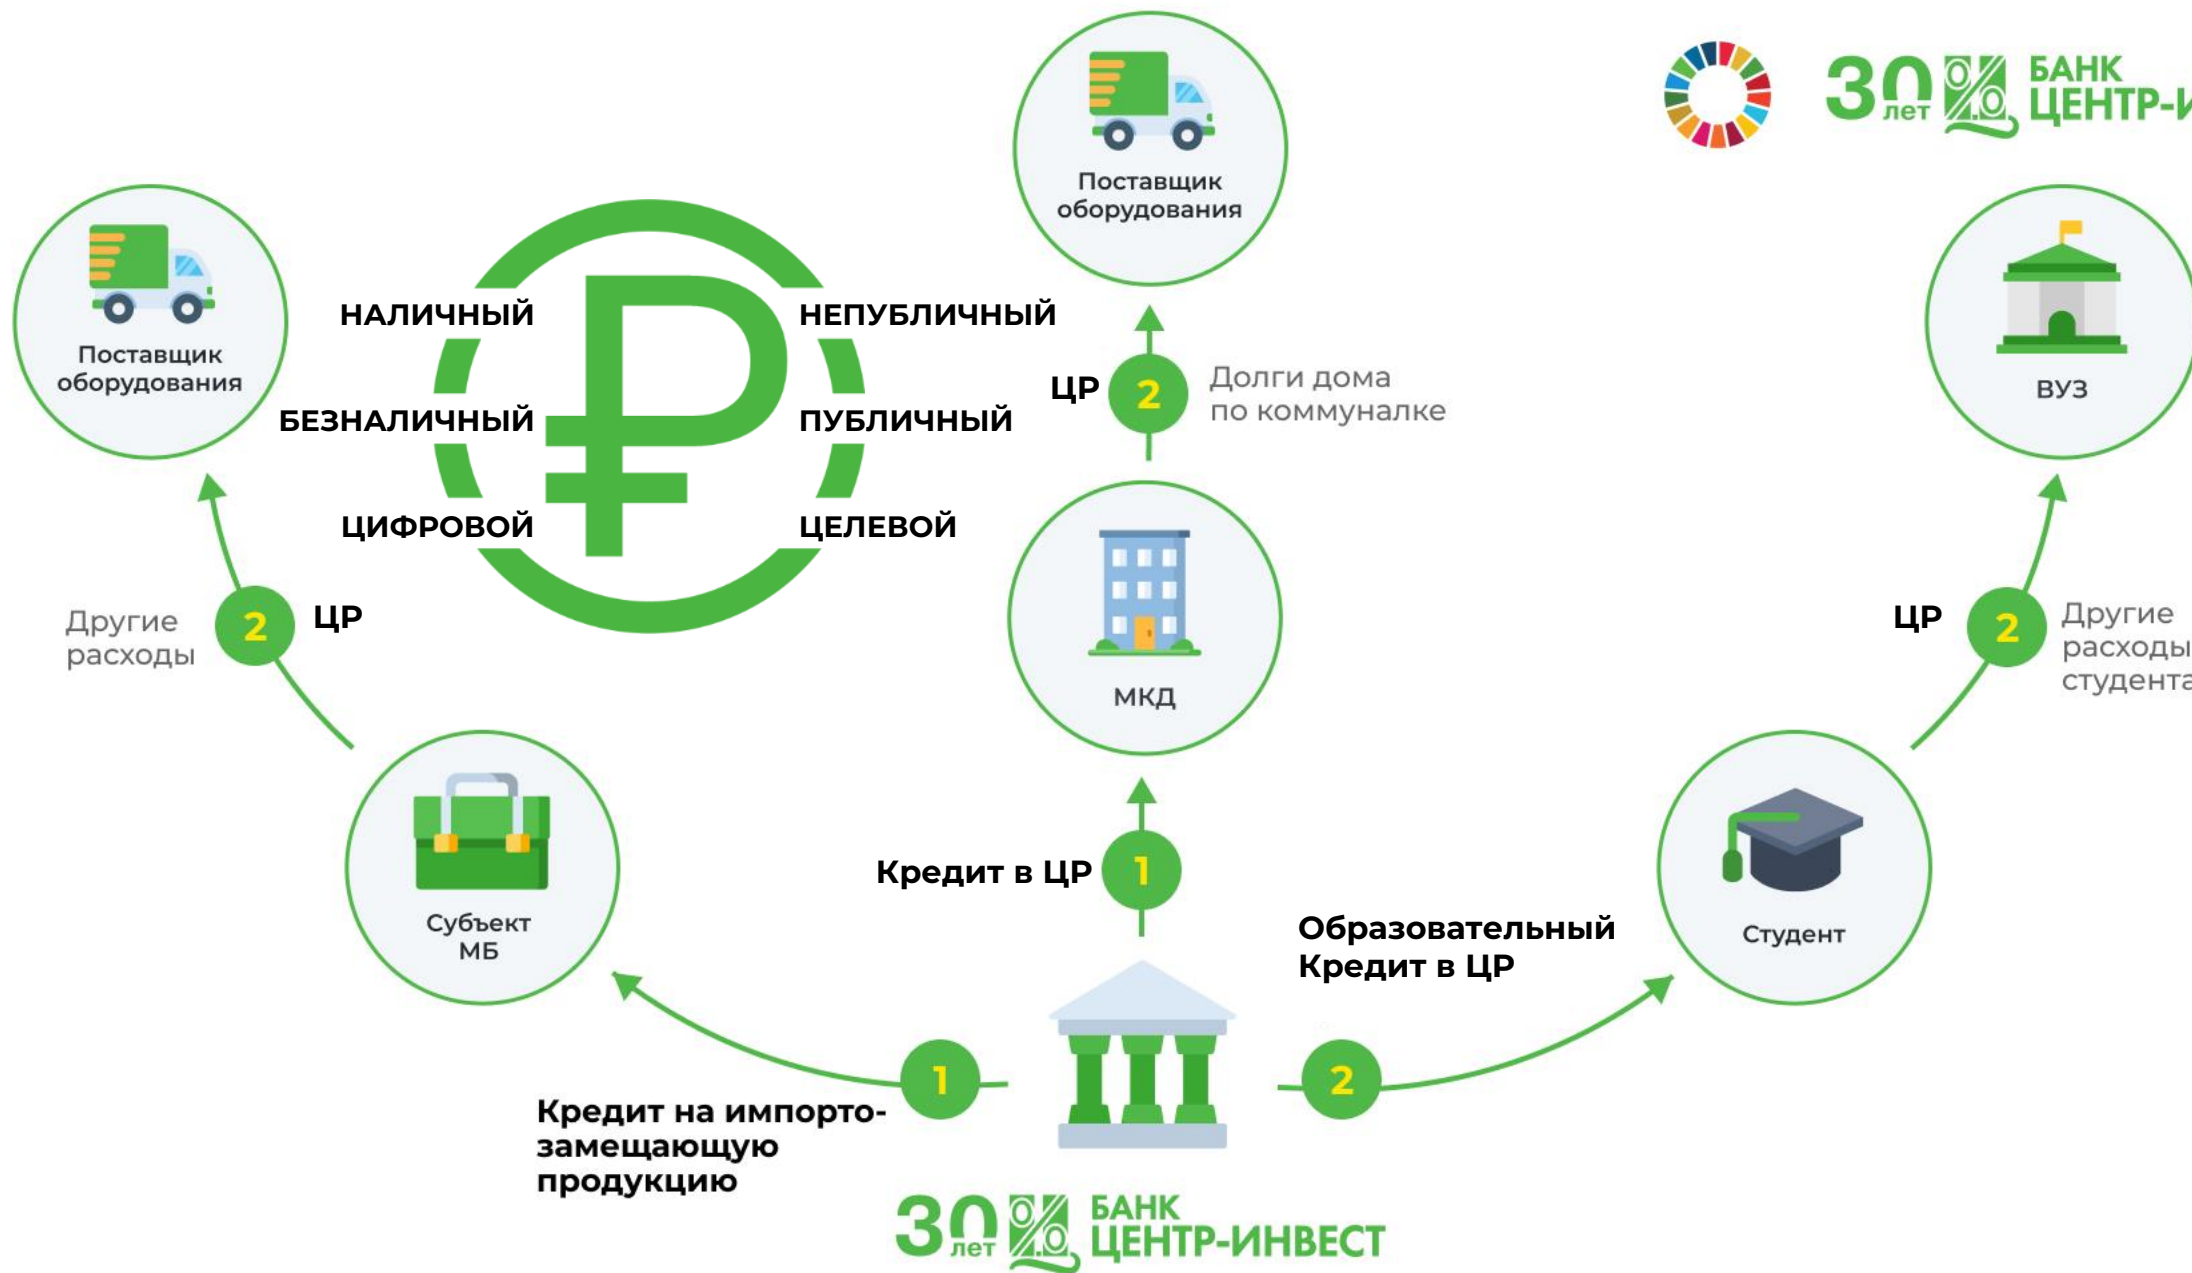 30 лет
БАНК
ЦЕНТР-И
Поставщик
оборудования
НАЛИЧНЫЙ
БЕЗНАЛИЧНЫЙ
ЦИФРОВОЙ
НЕПУБЛИЧНЫЙ
ПУБЛИЧНЫЙ
ЦЕЛЕВОЙ
Поставщик
оборудования
ЦР
2
Долги дома
по коммуналке
ВУЗ
Другие
расходы
2
ЦР
МКД
ЦР
2
Другие
расходы
студента
Субъект
МБ
Кредит в ЦР
1
Образовательный
Кредит в ЦР
Студент
1
2
Кредит на импорто-
замещающую
продукцию
30 лет
БАНК
ЦЕНТР-ИНВЕСТ